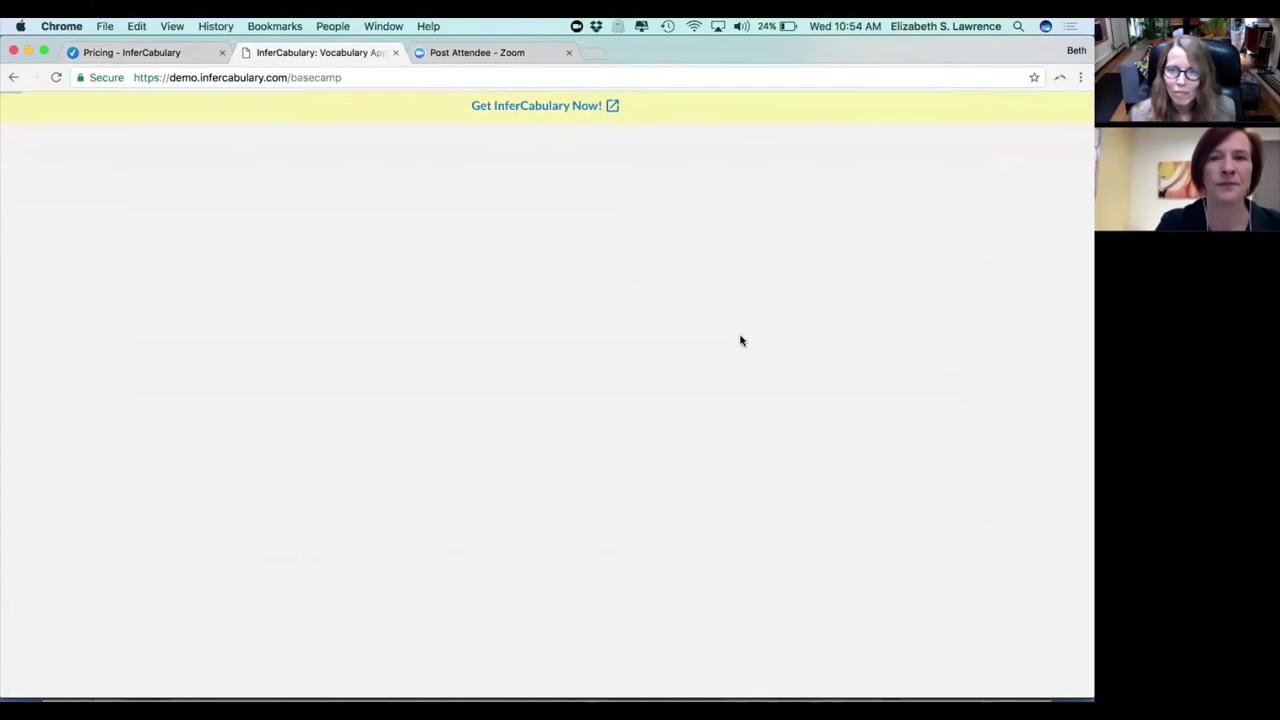 Chrome File Edit View History Bookmarks People Window Help 24% Wed 10:54 AM Elizabeth S. Lawrence
Pricing - InferCabulary InferCabulary: Vocabulary App Post Attendee - Zoom Beth
Secure https://demo.infercabulary.com/basecamp
Get InferCabulary Now!